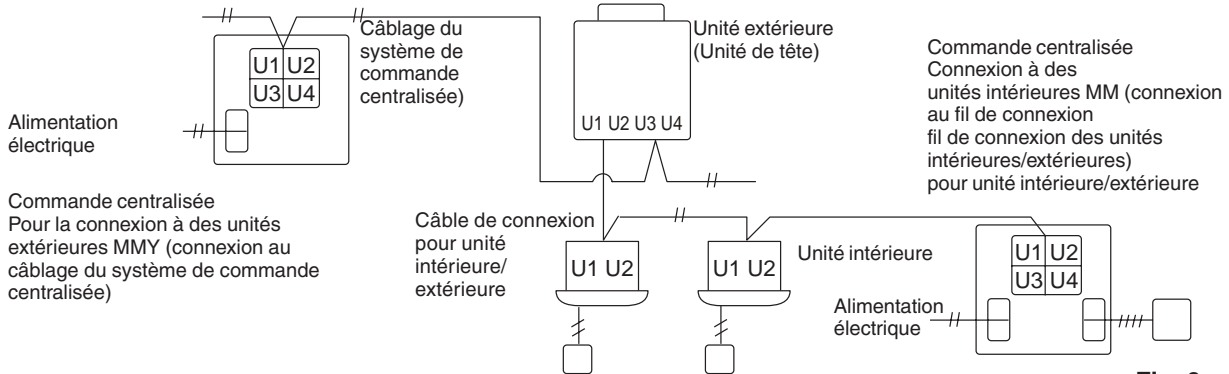 Câblage du
système de
commande
centralisée)
U1 U2
U3 U4
Alimentation
électrique
Commande centralisée
Pour la connexion à des unités
extérieures MMY (connexion au
câblage du système de commande
centralisée)
Unité extérieure
(Unité de tête)
U1 U2 U3 U4
Commande centralisée
Connexion à des
unités intérieures MM (connexion
au fil de connexion
fil de connexion des unités
intérieures/extérieures)
pour unité intérieure/extérieure
Câble de connexion
pour unité
intérieure/
extérieure
U1 U2
U1 U2
Unité intérieure
U1 U2
U3 U4
Alimentation
électrique